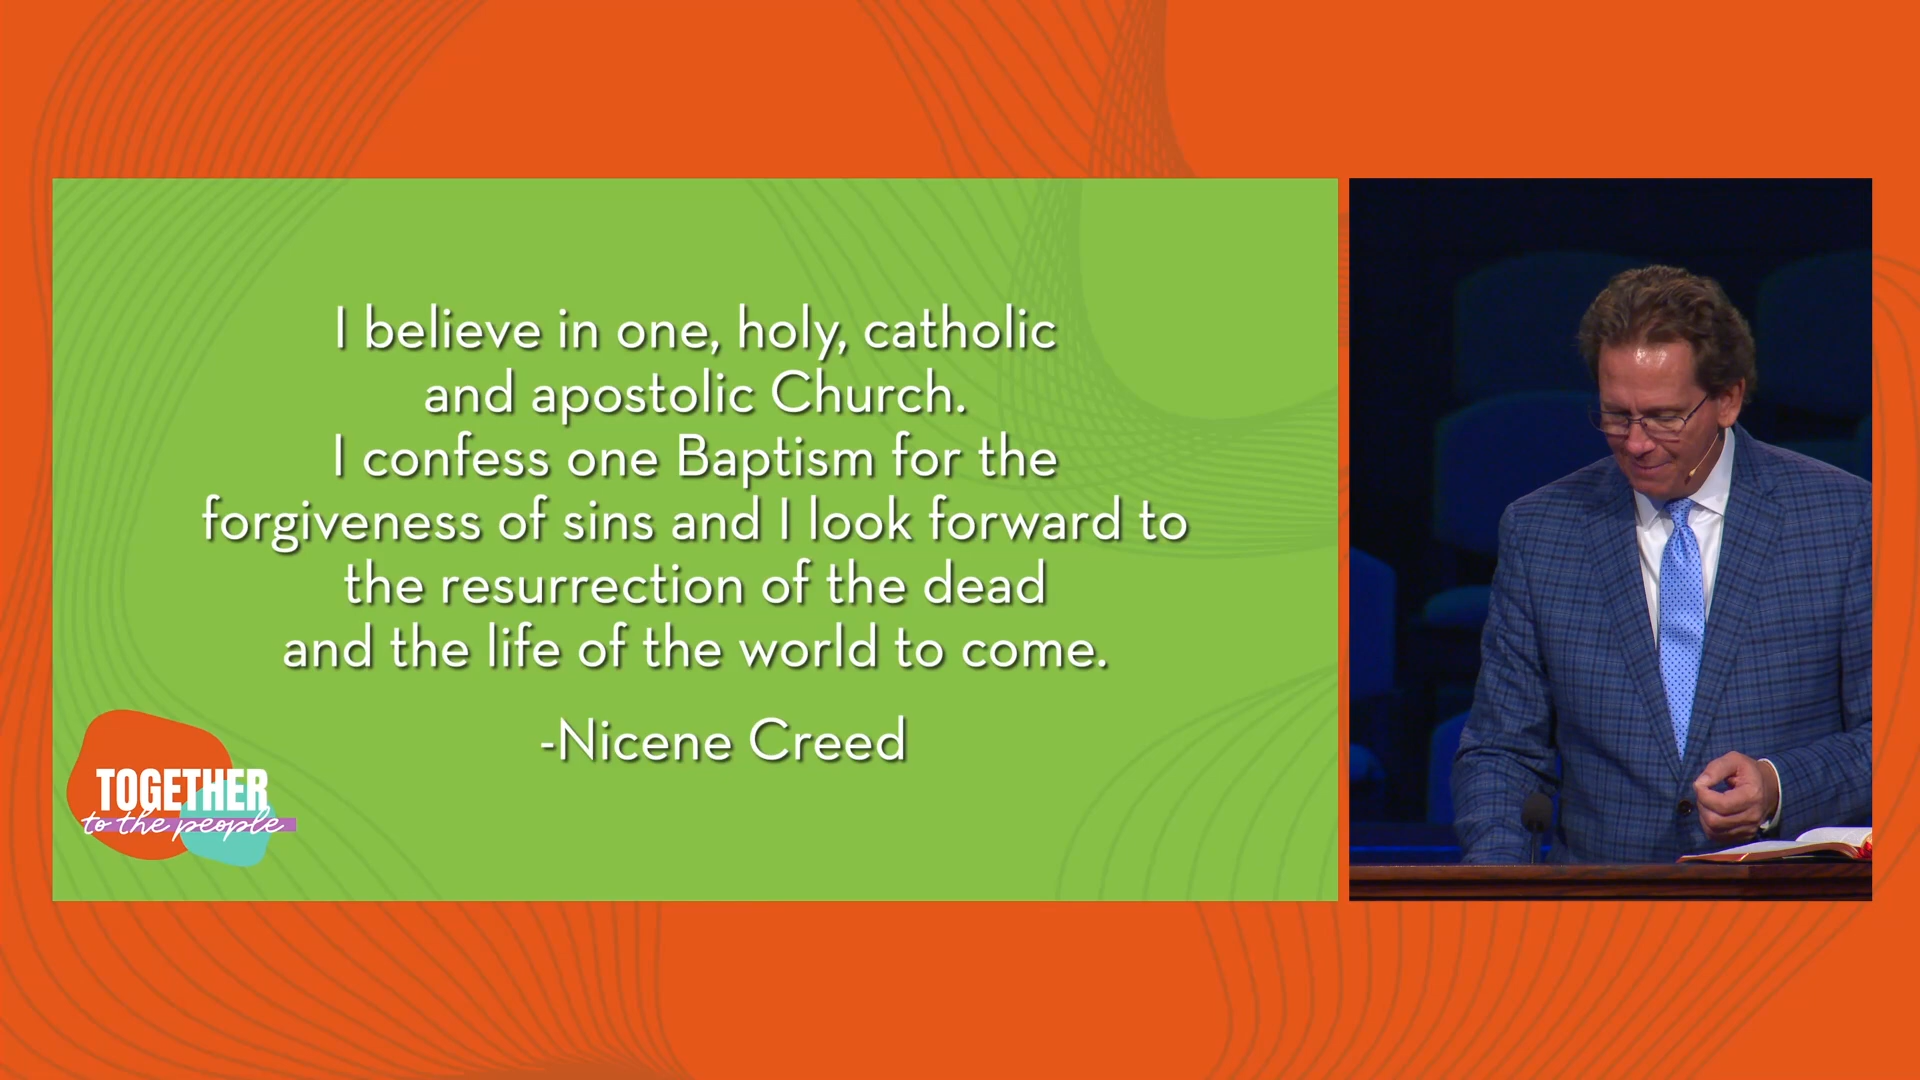 I believe in one, holy, catholic
and apostolic Church.
I confess one Baptism for the
forgiveness of sins and I look forward to
the resurrection of the dead
and the life of the world to come.
-Nicene Creed
TOGETHER
to the people